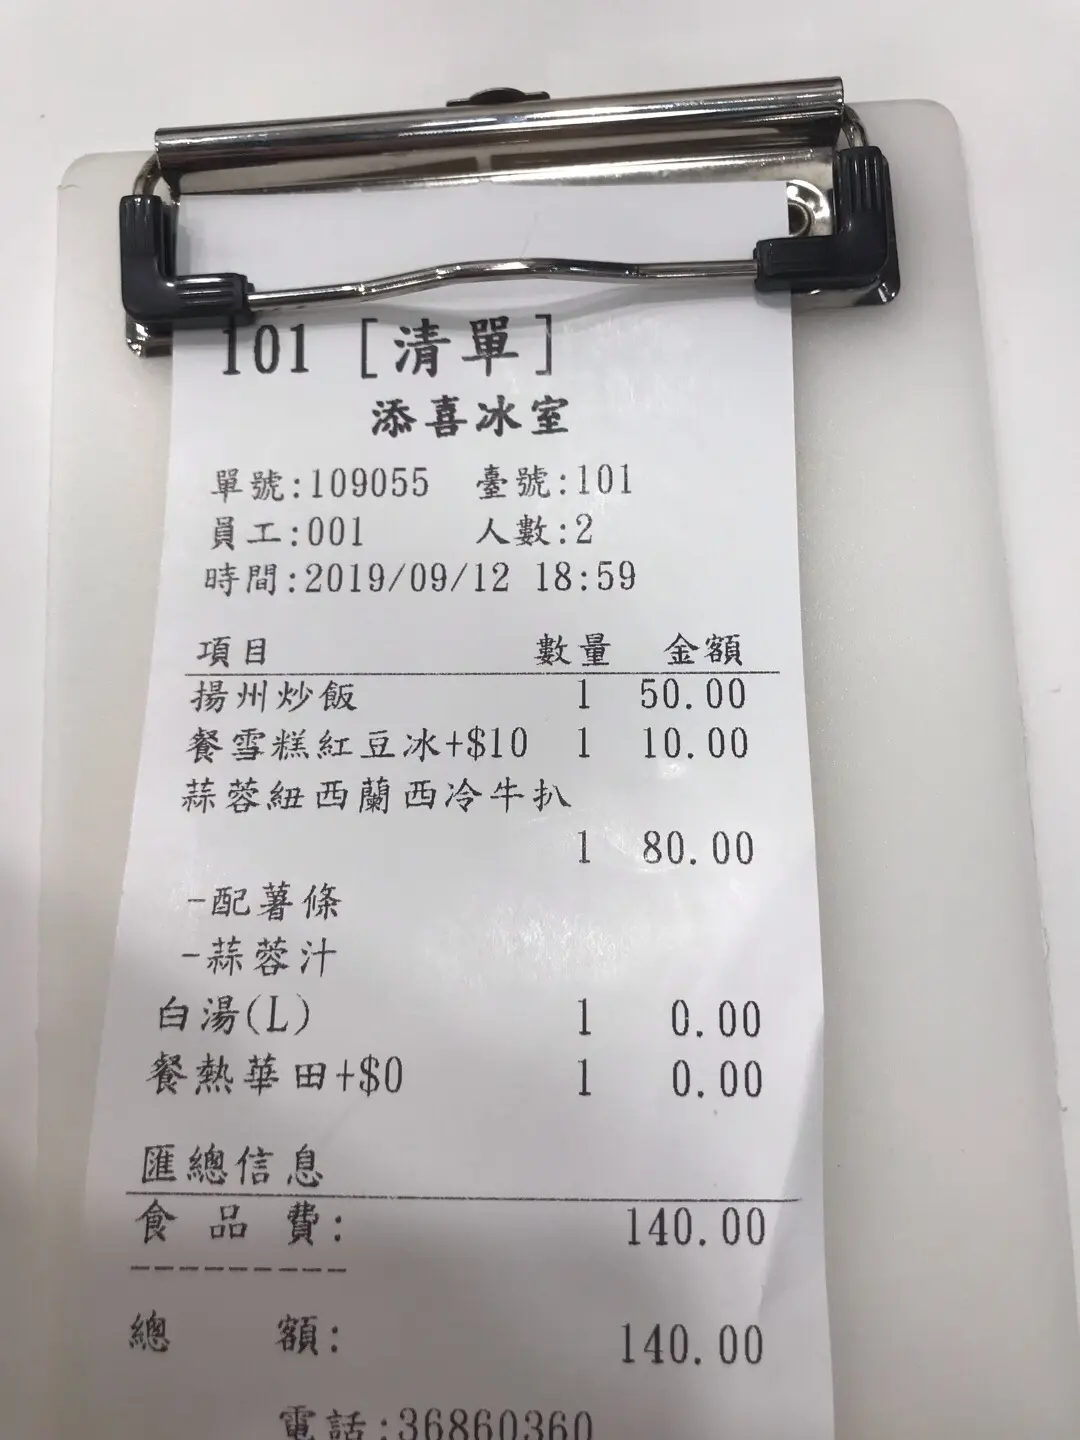 101 [清單]
添喜冰室
單號:109055 臺號:101
員工:001 人數:2
時間:2019/09/12 18:59
項目 數量 金額
揚州炒飯 1 50.00
餐雪糕紅豆冰+$10 1 10.00
蒜蓉紐西蘭西冷牛扒
1 80.00
-配薯條
-蒜蓉汁
白湯(L) 1 0.00
餐熱華田+$0 1 0.00
匯總信息
食品費: 140.00
---------
總額: 140.00
電話:36860360